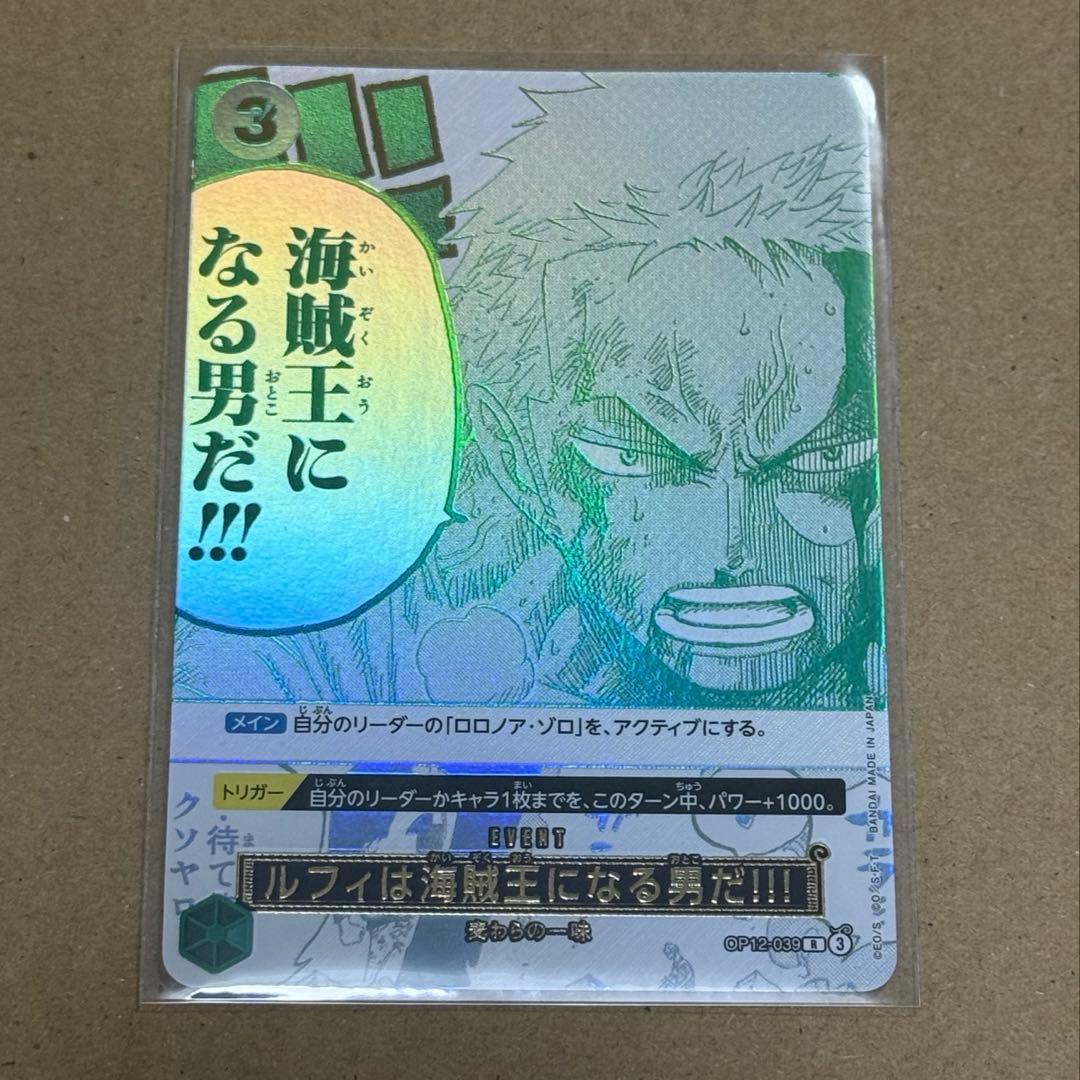 3
海賊王に
なる男だ!!!
メイン 自分のリーダーの「ロロノア・ゾロ」を、アクティブにする。
トリガー 自分のリーダーかキャラ1枚までを、このターン中、パワー+1000。
EVENT
ルフィは海賊王になる男だ!!!
麦わらの一味
OP12-039 R 3
©E.O/S. ©O./S.F.T BANDAI MADE IN JAPAN
待て
クソヤロ